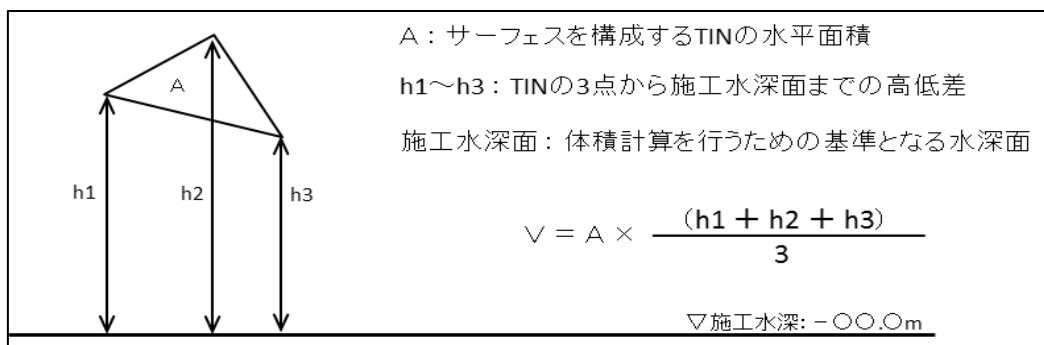 A：サーフェスを構成するTINの水平面積
h1～h3：TINの3点から施工水深面までの高低差
施工水深面：体積計算を行うための基準となる水深面
A
h1
h2
h3
V = A × (h1 + h2 + h3)
3
▽施工水深:－○○.○m